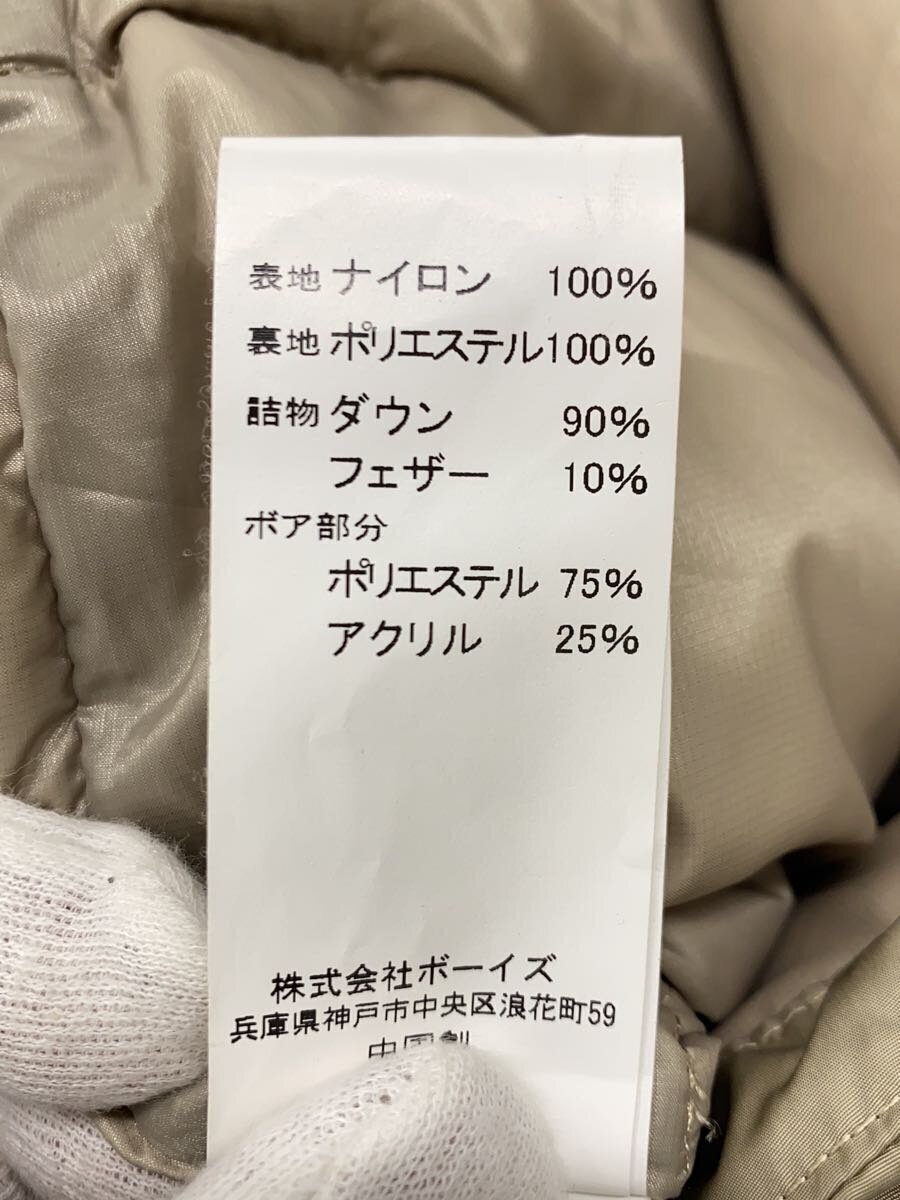 表地 ナイロン 100%
裏地 ポリエステル100%
詰物 ダウン 90%
フェザー 10%
ボア部分
ポリエステル 75%
アクリル 25%
株式会社ボーイズ
兵庫県神戸市中央区浪花町59
中国製